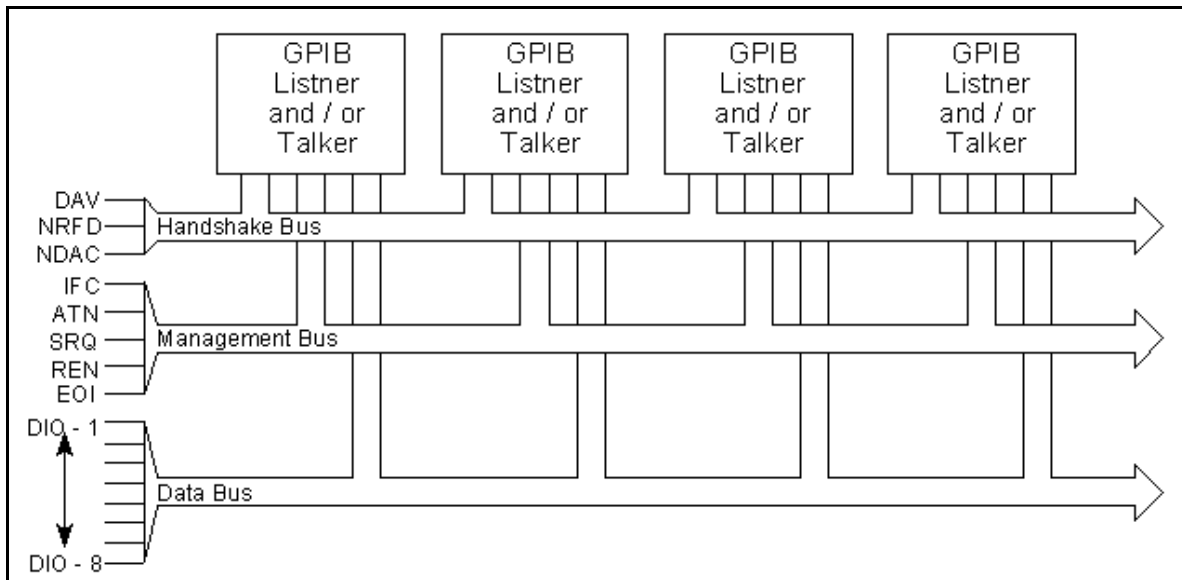 GPIB
Listner
and / or
Talker
GPIB
Listner
and / or
Talker
GPIB
Listner
and / or
Talker
GPIB
Listner
and / or
Talker
DAV
NRFD
NDAC
Handshake Bus
IFC
ATN
SRQ
REN
EOI
Management Bus
DIO - 1
Data Bus
DIO - 8